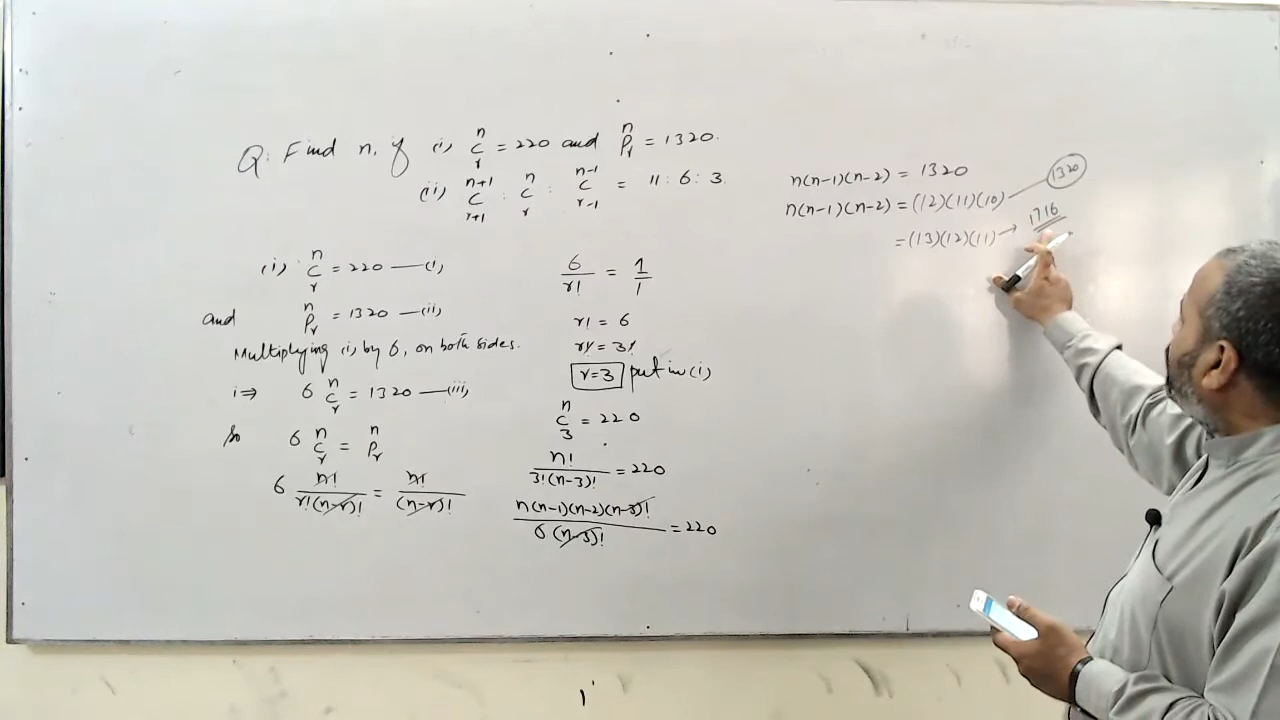 Q: Find n, if (i) ⁿCᵣ = 220 and ⁿPᵣ = 1320.
(ii) ⁿ⁺¹Cᵣ₊₁ : ⁿCᵣ : ⁿ⁻¹Cᵣ₋₁ = 11 : 6 : 3.
(i) ⁿCᵣ = 220 — (i)
and ⁿPᵣ = 1320 — (ii)
Multiplying (i) by 6, on both sides.
i ⇒ 6 ⁿCᵣ = 1320 — (iii)
So 6 ⁿCᵣ = ⁿPᵣ
6 n!/(r!(n-r)!) = n!/(n-r)!
6/r! = 1/1
r! = 6
r! = 3!
r=3 put in (i)
ⁿC₃ = 220
n!/(3!(n-3)!) = 220
n(n-1)(n-2)(n-3)!/(6(n-3)!) = 220
n(n-1)(n-2) = 1320
n(n-1)(n-2) = (12)(11)(10) — 1320
= (13)(12)(11) → 1716